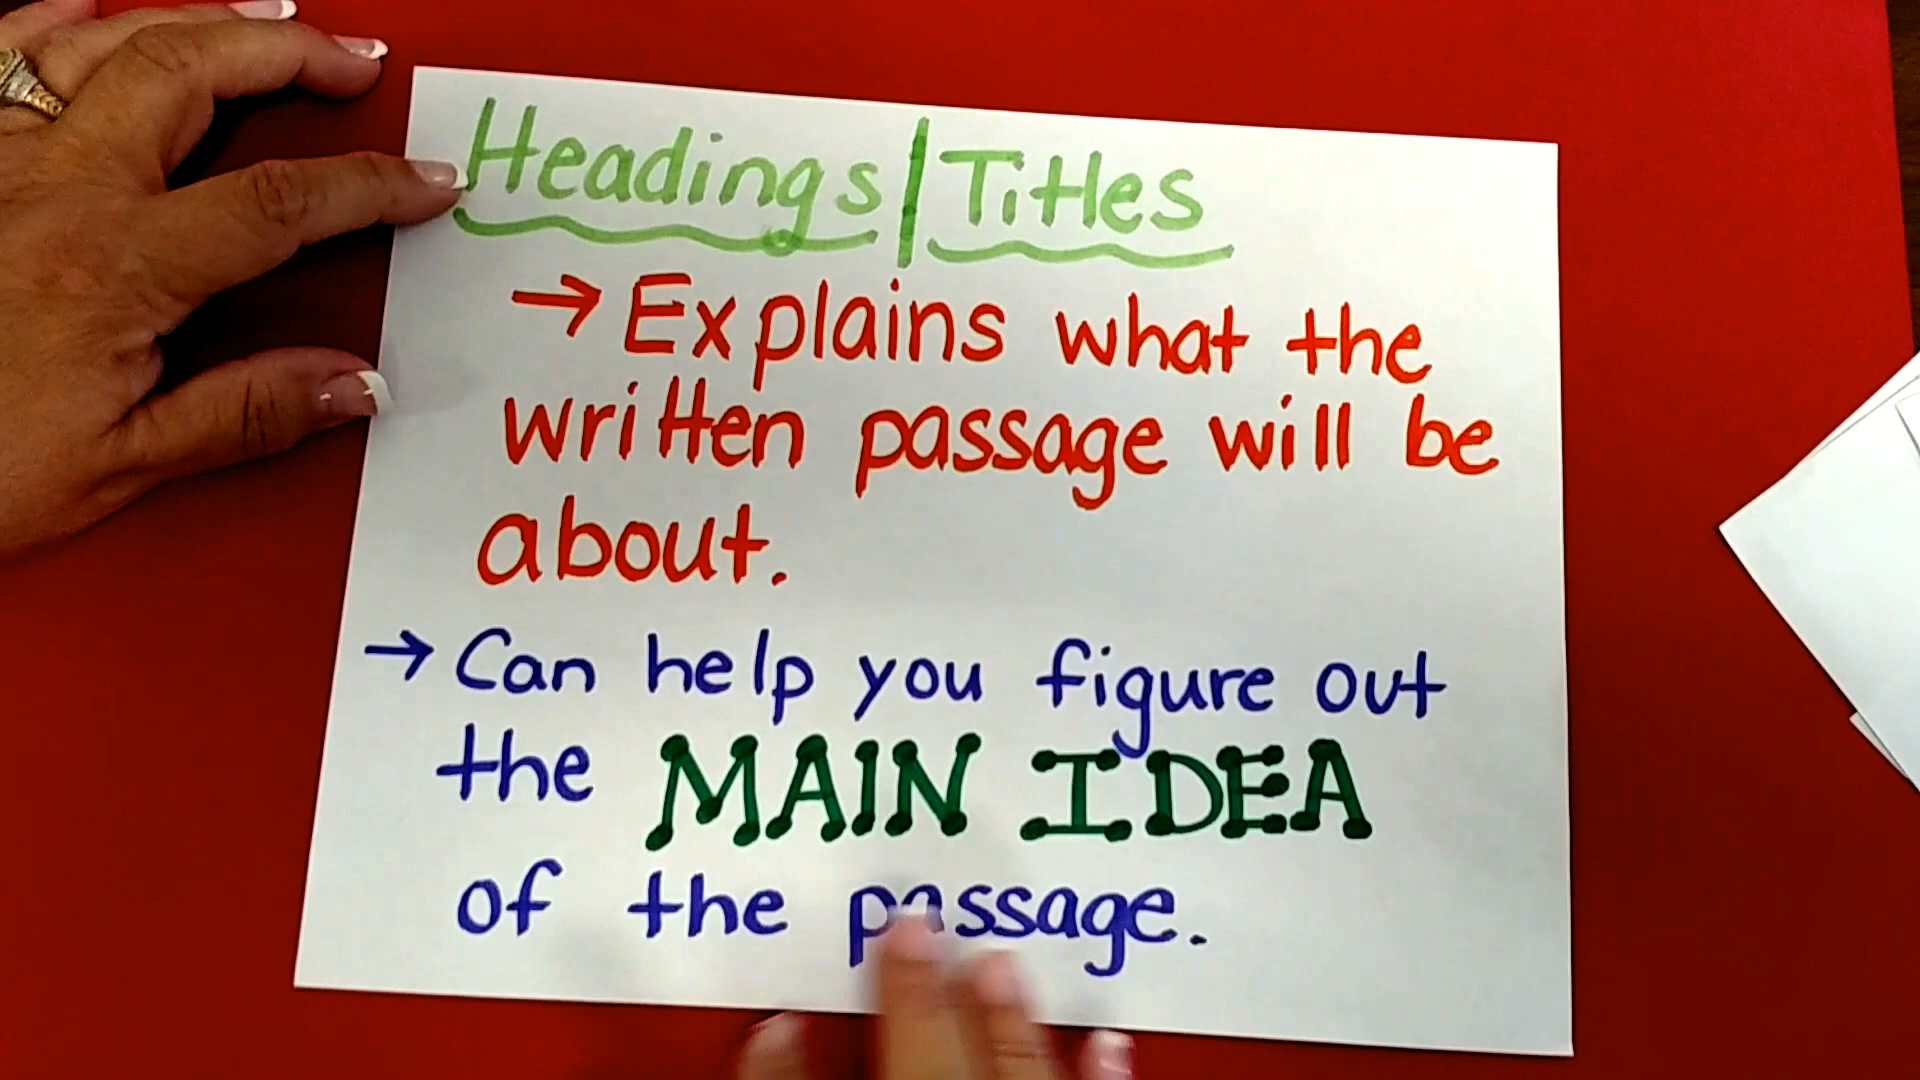 Headings|Titles
→ Explains what the
written passage will be
about.
→ Can help you figure out
the MAIN IDEA
of the passage.